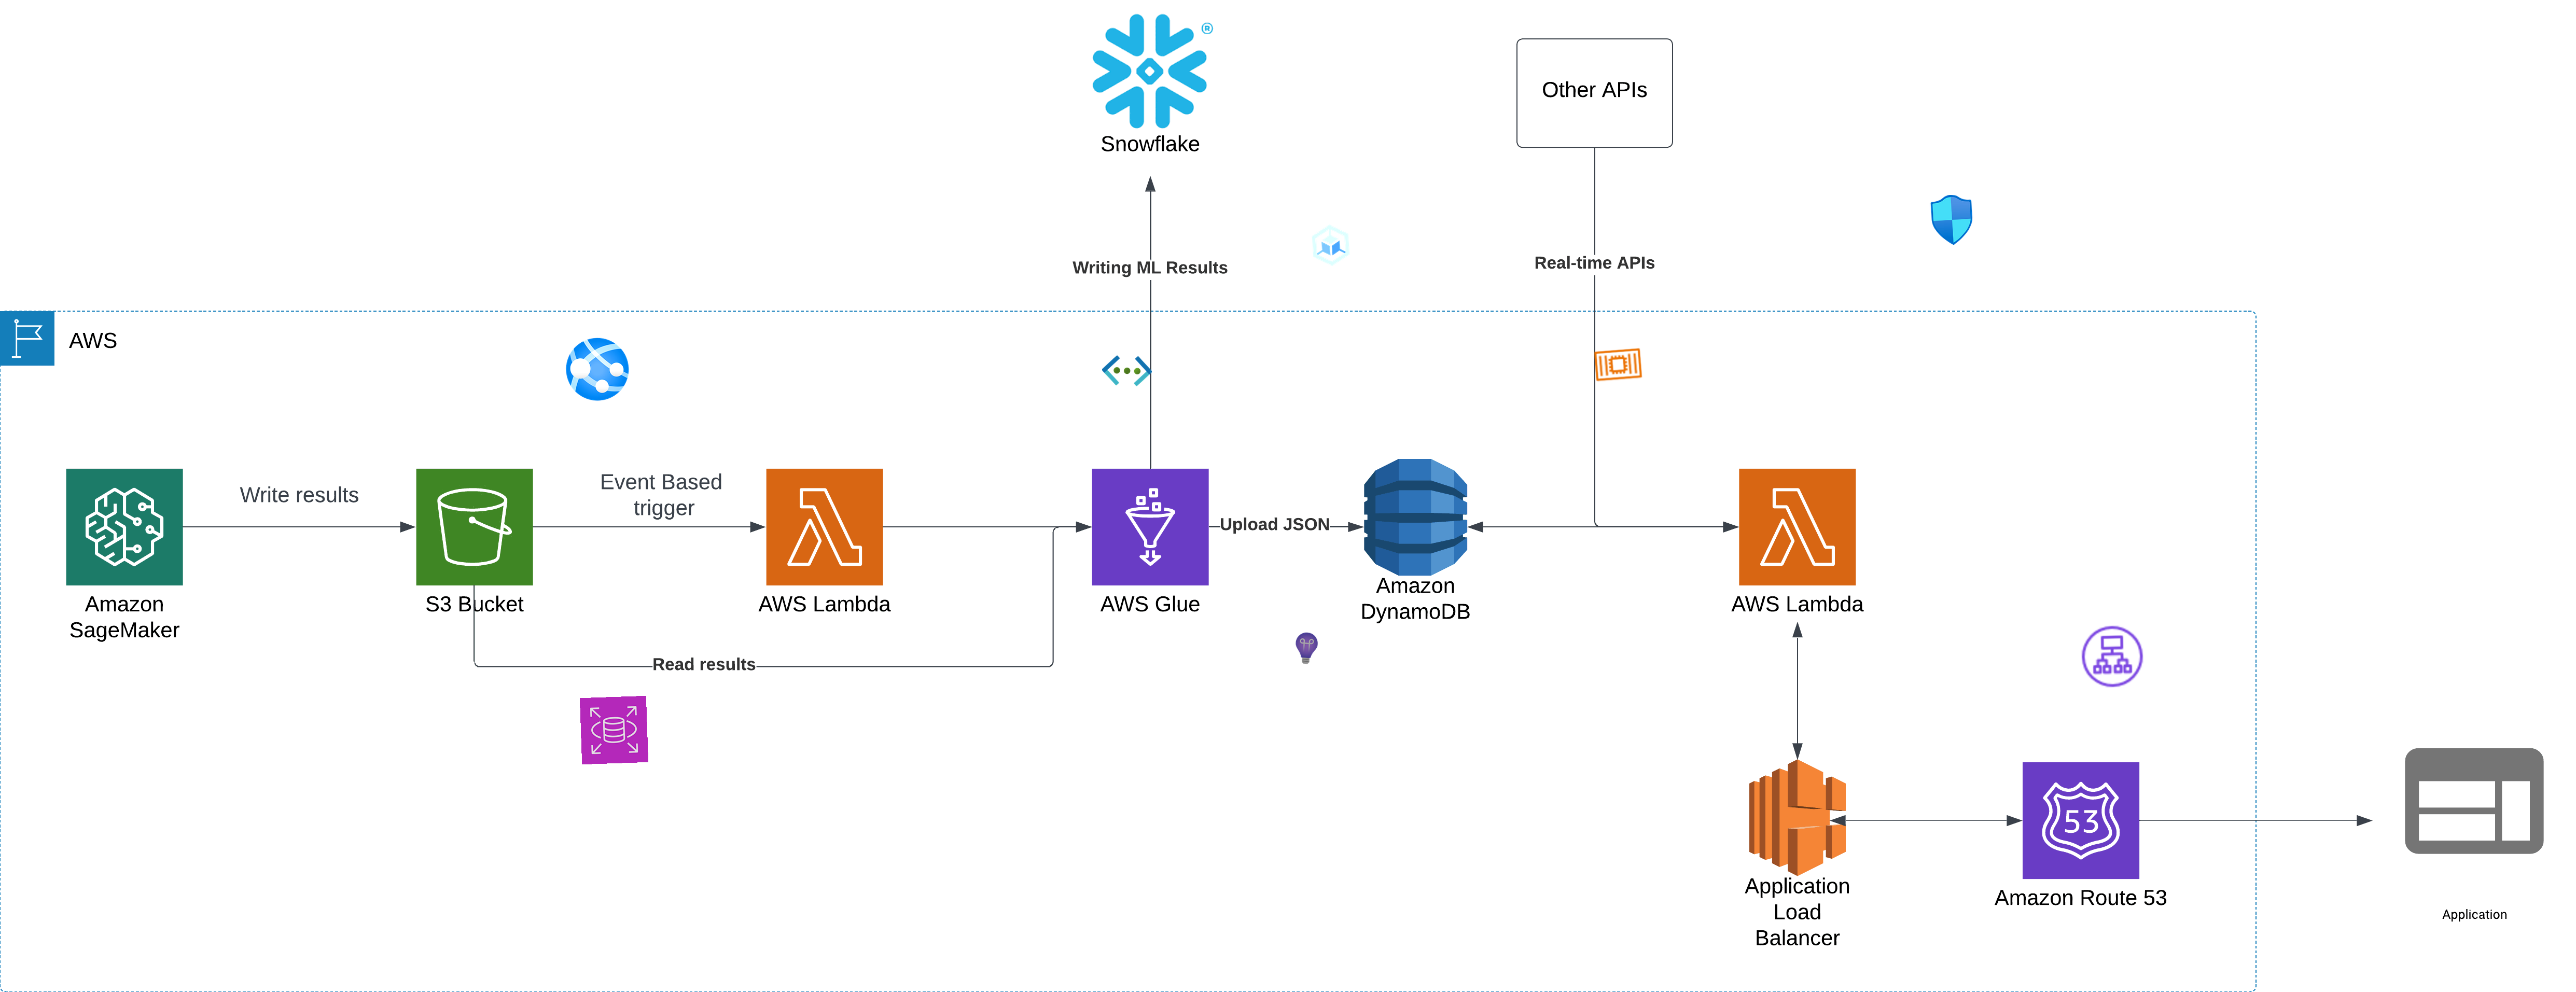 ®
Snowflake
Other APIs
Writing ML Results
Real-time APIs
AWS
Write results
Event Based
trigger
Upload JSON
Amazon
SageMaker
S3 Bucket
AWS Lambda
AWS Glue
Amazon
DynamoDB
AWS Lambda
Read results
53
Application
Load
Balancer
Amazon Route 53
Application